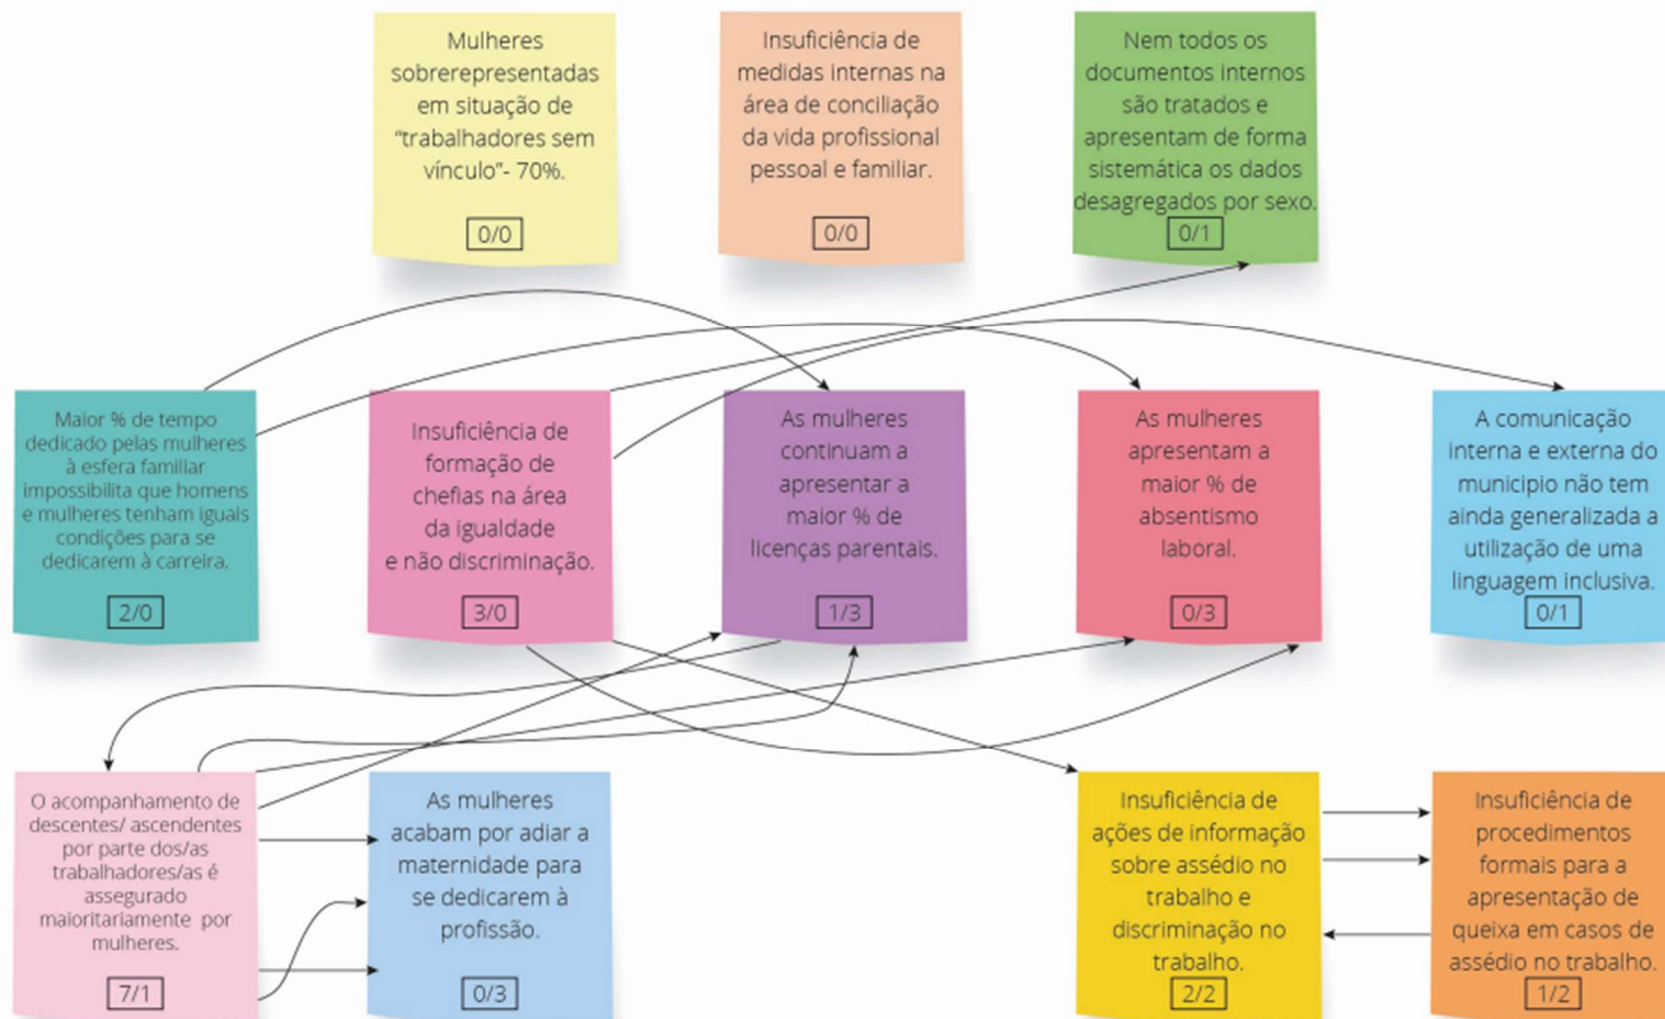 Mulheres
sobrerepresentadas
em situação de
“trabalhadores sem
vínculo”- 70%.
0/0
Insuficiência de
medidas internas na
área de conciliação
da vida profissional
pessoal e familiar.
0/0
Nem todos os
documentos internos
são tratados e
apresentam de forma
sistemática os dados
desagregados por sexo.
0/1
Maior % de tempo
dedicado pelas mulheres
à esfera familiar
impossibilita que homens
e mulheres tenham iguais
condições para se
dedicarem à carreira.
2/0
Insuficiência de
formação de
chefias na área
da igualdade
e não discriminação.
3/0
As mulheres
continuam a
apresentar a
maior % de
licenças parentais.
1/3
As mulheres
apresentam a
maior % de
absentismo
laboral.
0/3
A comunicação
interna e externa do
municipio não tem
ainda generalizada a
utilização de uma
linguagem inclusiva.
0/1
O acompanhamento de
descentes/ ascendentes
por parte dos/as
trabalhadores/as é
assegurado
maioritariamente por
mulheres.
7/1
As mulheres
acabam por adiar a
maternidade para
se dedicarem à
profissão.
0/3
Insuficiência de
ações de informação
sobre assédio no
trabalho e
discriminação no
trabalho.
2/2
Insuficiência de
procedimentos
formais para a
apresentação de
queixa em casos de
assédio no trabalho.
1/2